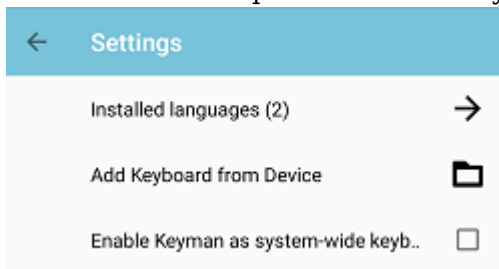 Settings
Installed languages (2)
Add Keyboard from Device
Enable Keyman as system-wide keyb..